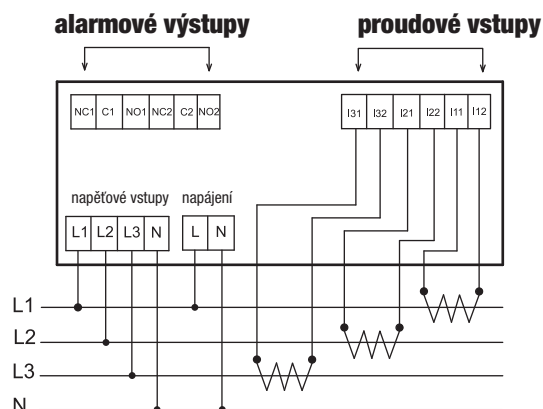 alarmové výstupy proudové vstupy
NC1 C1 NO1 NC2 C2 NO2 I31 I32 I21 I22 I11 I12
napěťové vstupy napájení
L1 L2 L3 N L N
L1
L2
L3
N